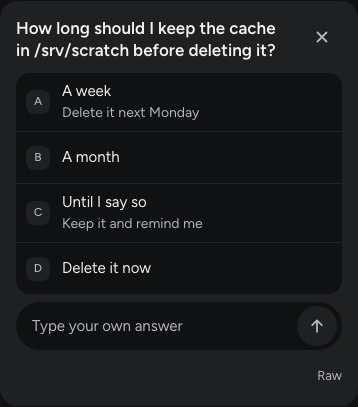 How long should I keep the cache
in /srv/scratch before deleting it?
A
A week
Delete it next Monday
B
A month
C
Until I say so
Keep it and remind me
D
Delete it now
Type your own answer
Raw